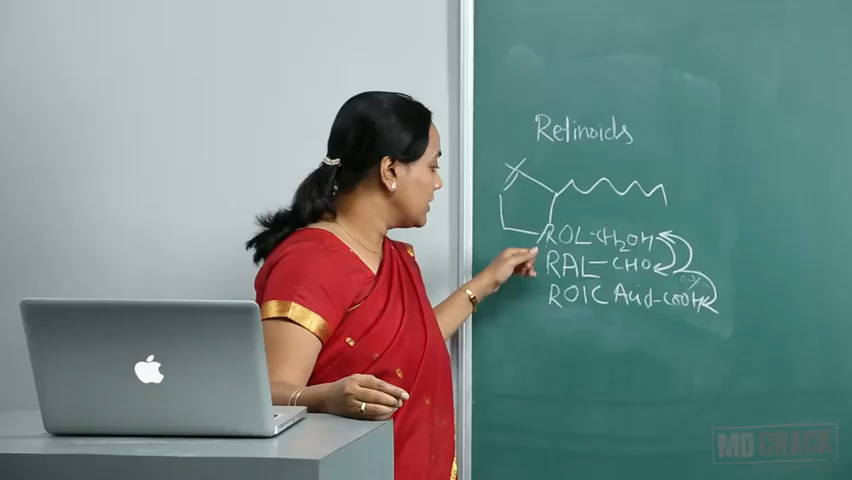 Retinoids
ROL-CH2OH
RAL-CHO
ROIC Acid-COOH
MD CRACK